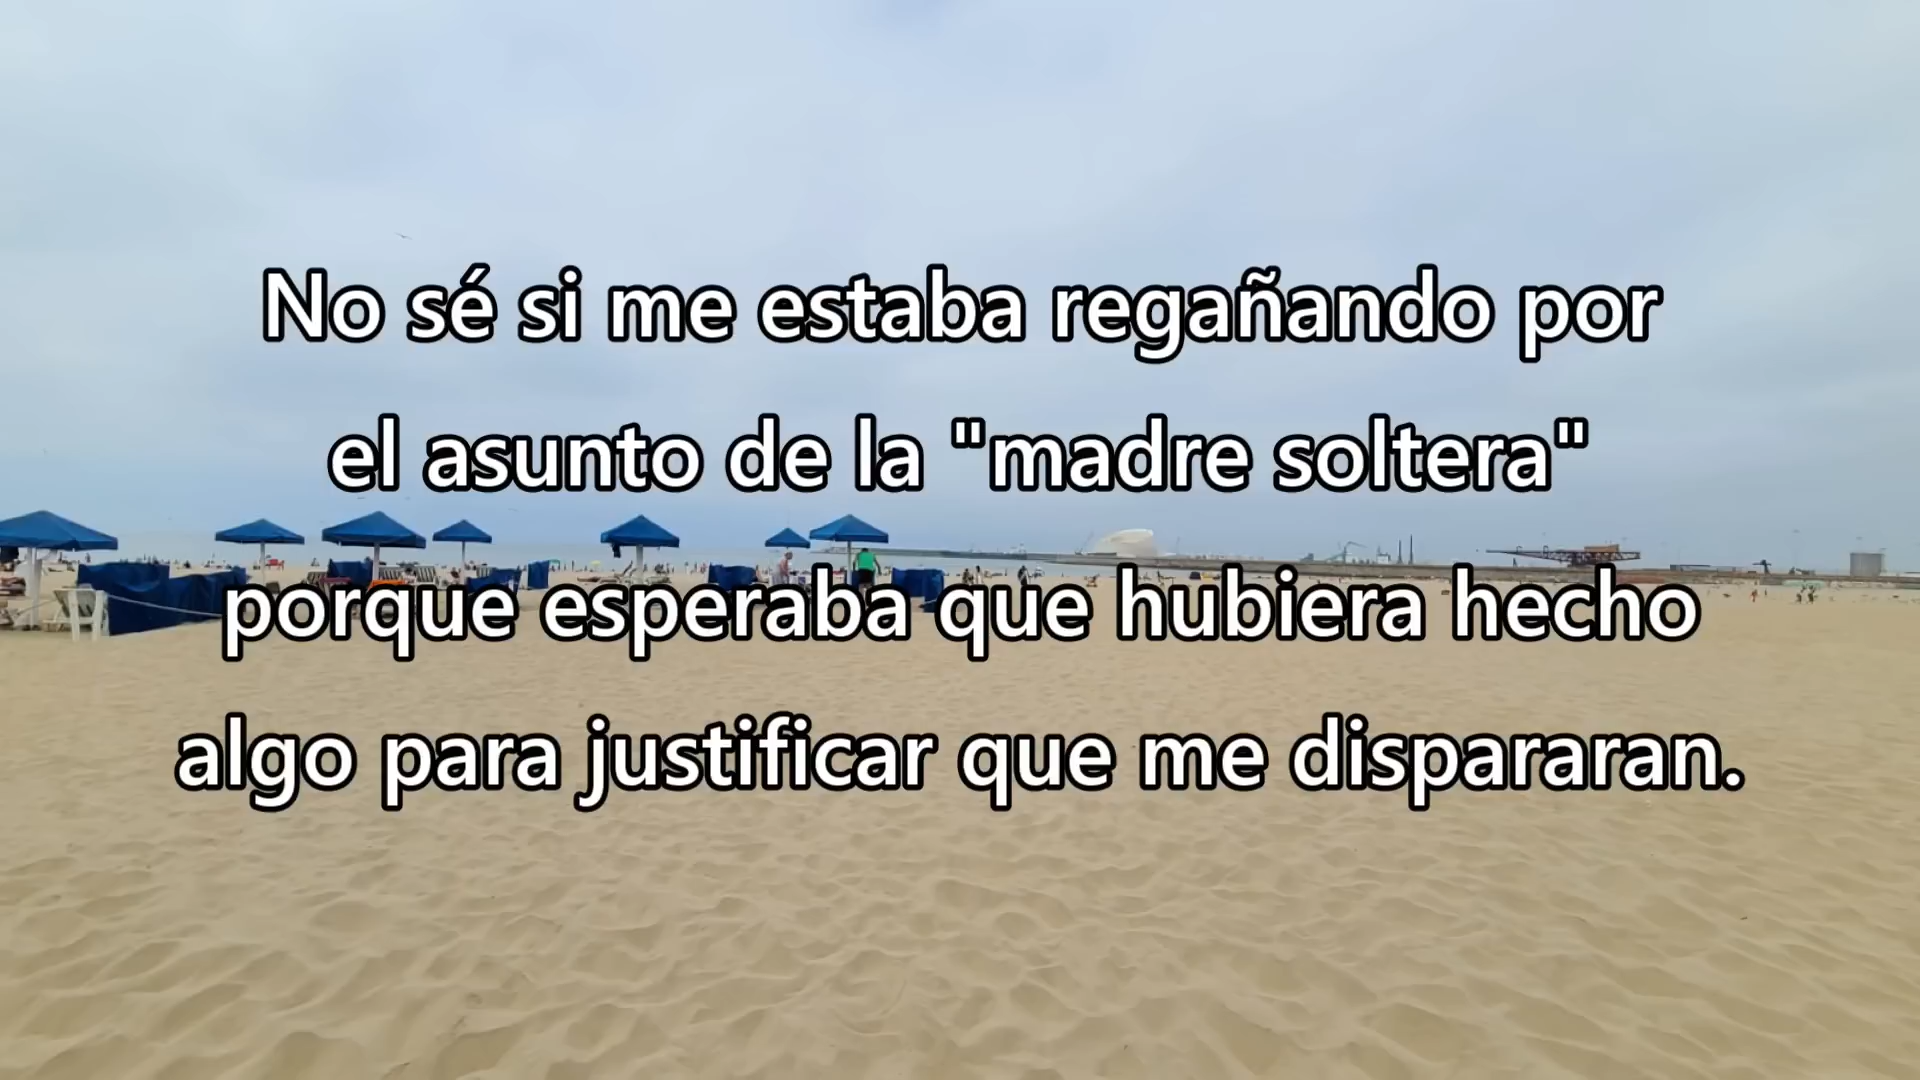 No sé si me estaba regañando por
el asunto de la "madre soltera"
porque esperaba que hubiera hecho
algo para justificar que me dispararan.